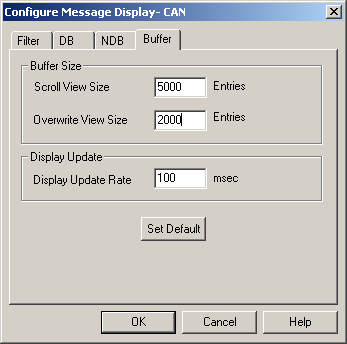 Configure Message Display- CAN
Filter DB NDB Buffer
Buffer Size
Scroll View Size 5000 Entries
Overwrite View Size 2000 Entries
Display Update
Display Update Rate 100 msec
Set Default
OK Cancel Help